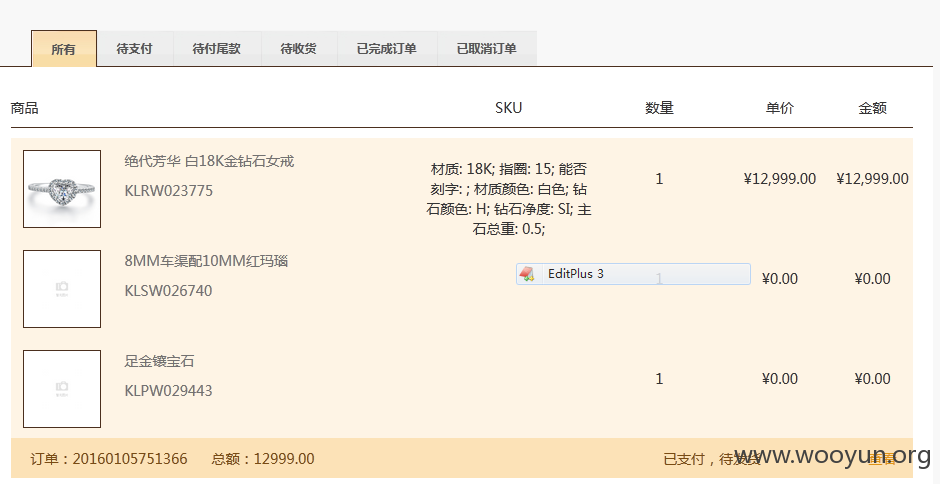 所有 待支付 待付尾款 待收货 已完成订单 已取消订单
商品 SKU 数量 单价 金额
绝代芳华 白18K金钻石女戒
KLRW023775
材质: 18K; 指圈: 15; 能否
刻字: ; 材质颜色: 白色; 钻
石颜色: H; 钻石净度: SI; 主
石总重: 0.5;
1 ¥12,999.00 ¥12,999.00
8MM车渠配10MM红玛瑙
KLSW026740
EditPlus 3
1 ¥0.00 ¥0.00
足金镶宝石
KLPW029443
1 ¥0.00 ¥0.00
订单：20160105751366 总额：12999.00 已支付，待发货
www.wooyun.org